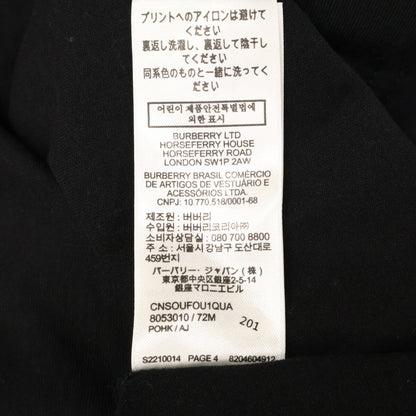 プリントへのアイロンは避けて
ください
裏返し洗濯し、裏返して陰干し
てください
同系色のものと一緒に洗ってく
ださい
어린이 제품안전특별법에
의한 표시
BURBERRY LTD
HORSEFERRY HOUSE
HORSEFERRY ROAD
LONDON SW1P 2AW
BURBERRY BRASIL COMÉRCIO
DE ARTIGOS DE VESTUÁRIO E
ACESSÓRIOS LTDA.
CNPJ: 10.770.518/0001-68
제조원 : 버버리
수입원 : 버버리코리아㈜
소비자상담실 : 080 700 8800
주소 : 서울시강남구 도산대로
459번지
バーバリー・ジャパン（株）
東京都中央区銀座2-5-14
銀座マロニエビル
CNSOUFOU1QUA
8053010 / 72M
POHK / AJ
201
S2210014 PAGE 4 8204604912